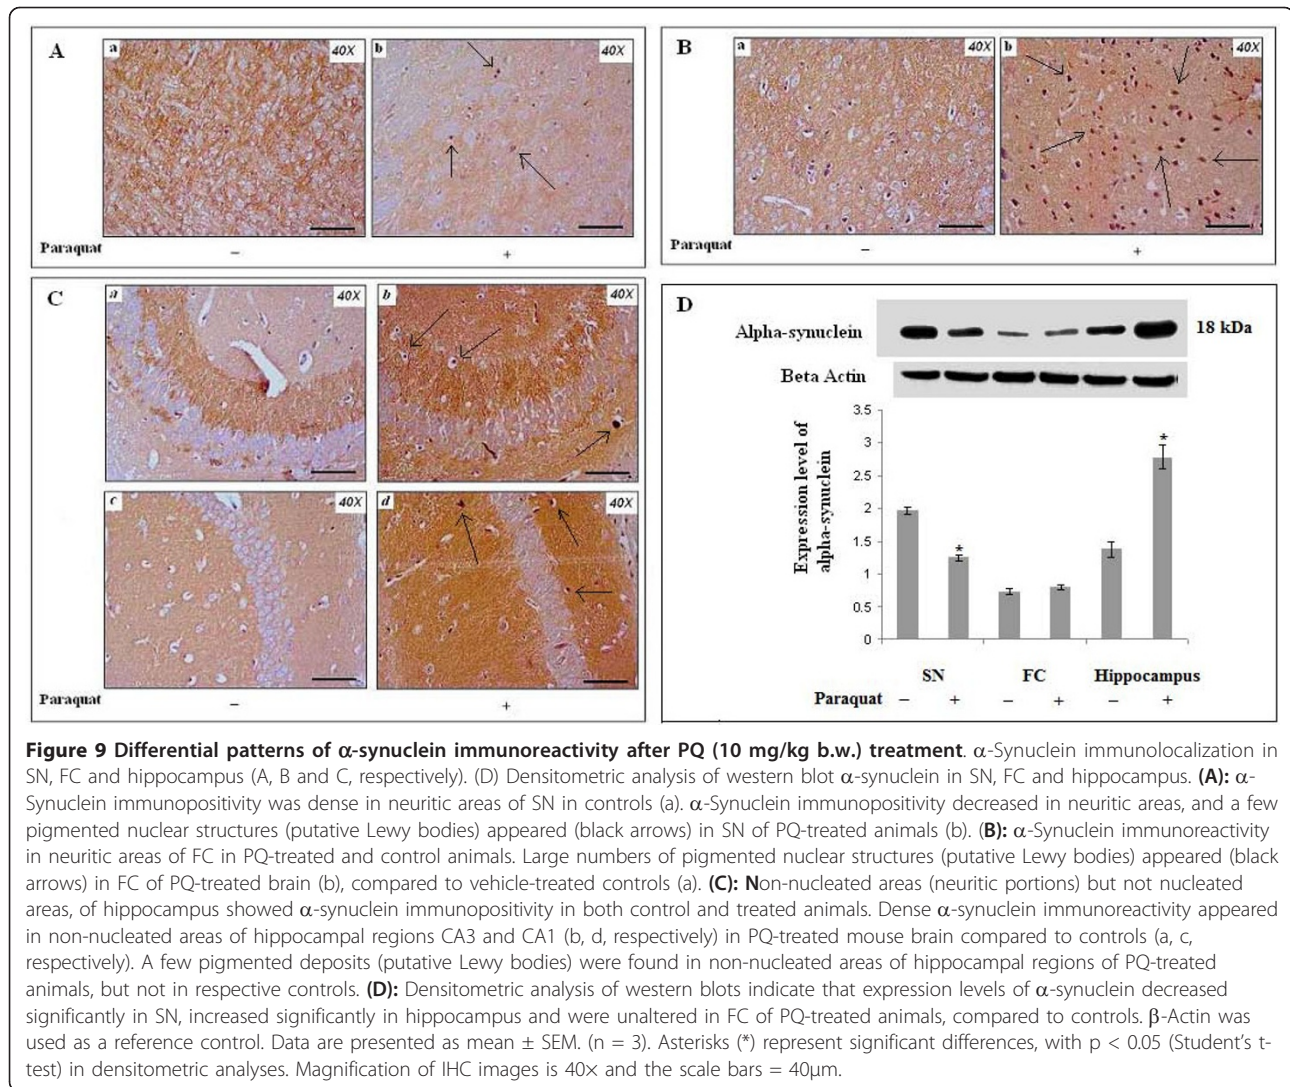 A
a
40X
b
40X
Paraquat
–
+
B
a
40X
b
40X
Paraquat
–
+
C
a
40X
b
40X
c
40X
d
40X
Paraquat
–
+
D
Alpha-synuclein
18 kDa
Beta Actin
Expression level of
alpha-synuclein
3.5
3
2.5
2
1.5
1
0.5
0
*
*
SN
FC
Hippocampus
Paraquat – + – + – +
Figure 9 Differential patterns of α-synuclein immunoreactivity after PQ (10 mg/kg b.w.) treatment. α-Synuclein immunolocalization in
SN, FC and hippocampus (A, B and C, respectively). (D) Densitometric analysis of western blot α-synuclein in SN, FC and hippocampus. (A): α-
Synuclein immunopositivity was dense in neuritic areas of SN in controls (a). α-Synuclein immunopositivity decreased in neuritic areas, and a few
pigmented nuclear structures (putative Lewy bodies) appeared (black arrows) in SN of PQ-treated animals (b). (B): α-Synuclein immunoreactivity
in neuritic areas of FC in PQ-treated and control animals. Large numbers of pigmented nuclear structures (putative Lewy bodies) appeared (black
arrows) in FC of PQ-treated brain (b), compared to vehicle-treated controls (a). (C): Non-nucleated areas (neuritic portions) but not nucleated
areas, of hippocampus showed α-synuclein immunopositivity in both control and treated animals. Dense α-synuclein immunoreactivity appeared
in non-nucleated areas of hippocampal regions CA3 and CA1 (b, d, respectively) in PQ-treated mouse brain compared to controls (a, c,
respectively). A few pigmented deposits (putative Lewy bodies) were found in non-nucleated areas of hippocampal regions of PQ-treated
animals, but not in respective controls. (D): Densitometric analysis of western blots indicate that expression levels of α-synuclein decreased
significantly in SN, increased significantly in hippocampus and were unaltered in FC of PQ-treated animals, compared to controls. β-Actin was
used as a reference control. Data are presented as mean ± SEM. (n = 3). Asterisks (*) represent significant differences, with p < 0.05 (Student's t-
test) in densitometric analyses. Magnification of IHC images is 40× and the scale bars = 40μm.